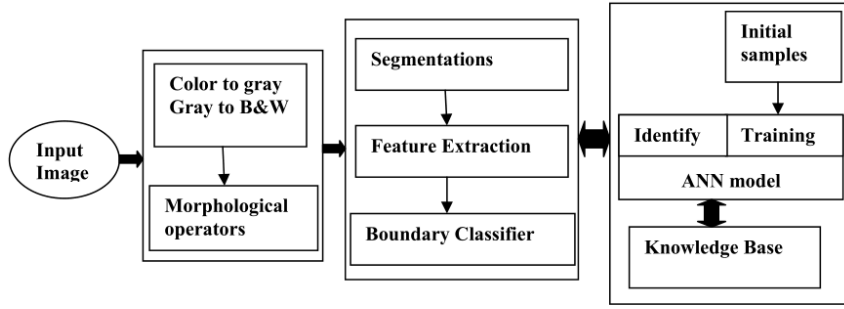 Input
Image
Color to gray
Gray to B&W
Morphological
operators
Segmentations
Feature Extraction
Boundary Classifier
Initial
samples
Identify
Training
ANN model
Knowledge Base